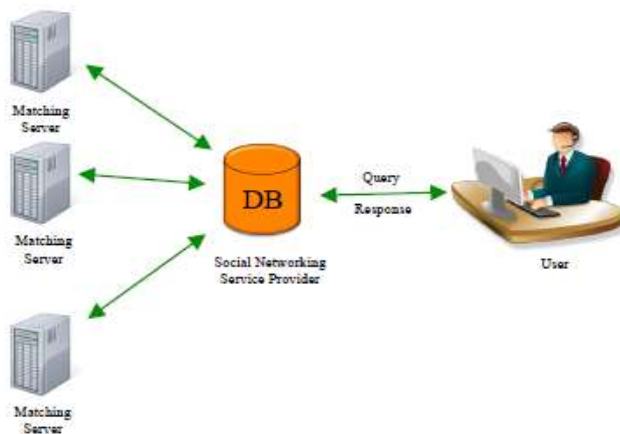 Matching
Server
Matching
Server
Matching
Server
DB
Social Networking
Service Provider
Query
Response
User